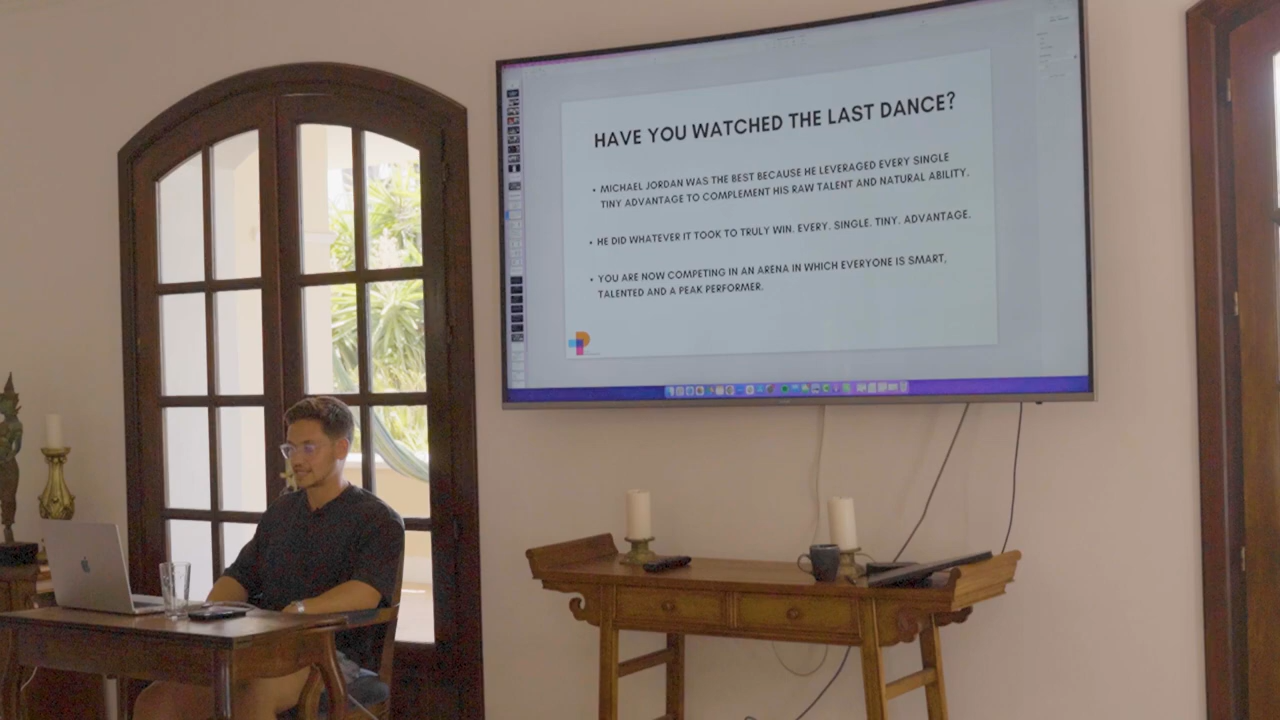 HAVE YOU WATCHED THE LAST DANCE?
• MICHAEL JORDAN WAS THE BEST BECAUSE HE LEVERAGED EVERY SINGLE
TINY ADVANTAGE TO COMPLEMENT HIS RAW TALENT AND NATURAL ABILITY.
• HE DID WHATEVER IT TOOK TO TRULY WIN. EVERY. SINGLE. TINY. ADVANTAGE.
• YOU ARE NOW COMPETING IN AN ARENA IN WHICH EVERYONE IS SMART,
TALENTED AND A PEAK PERFORMER.